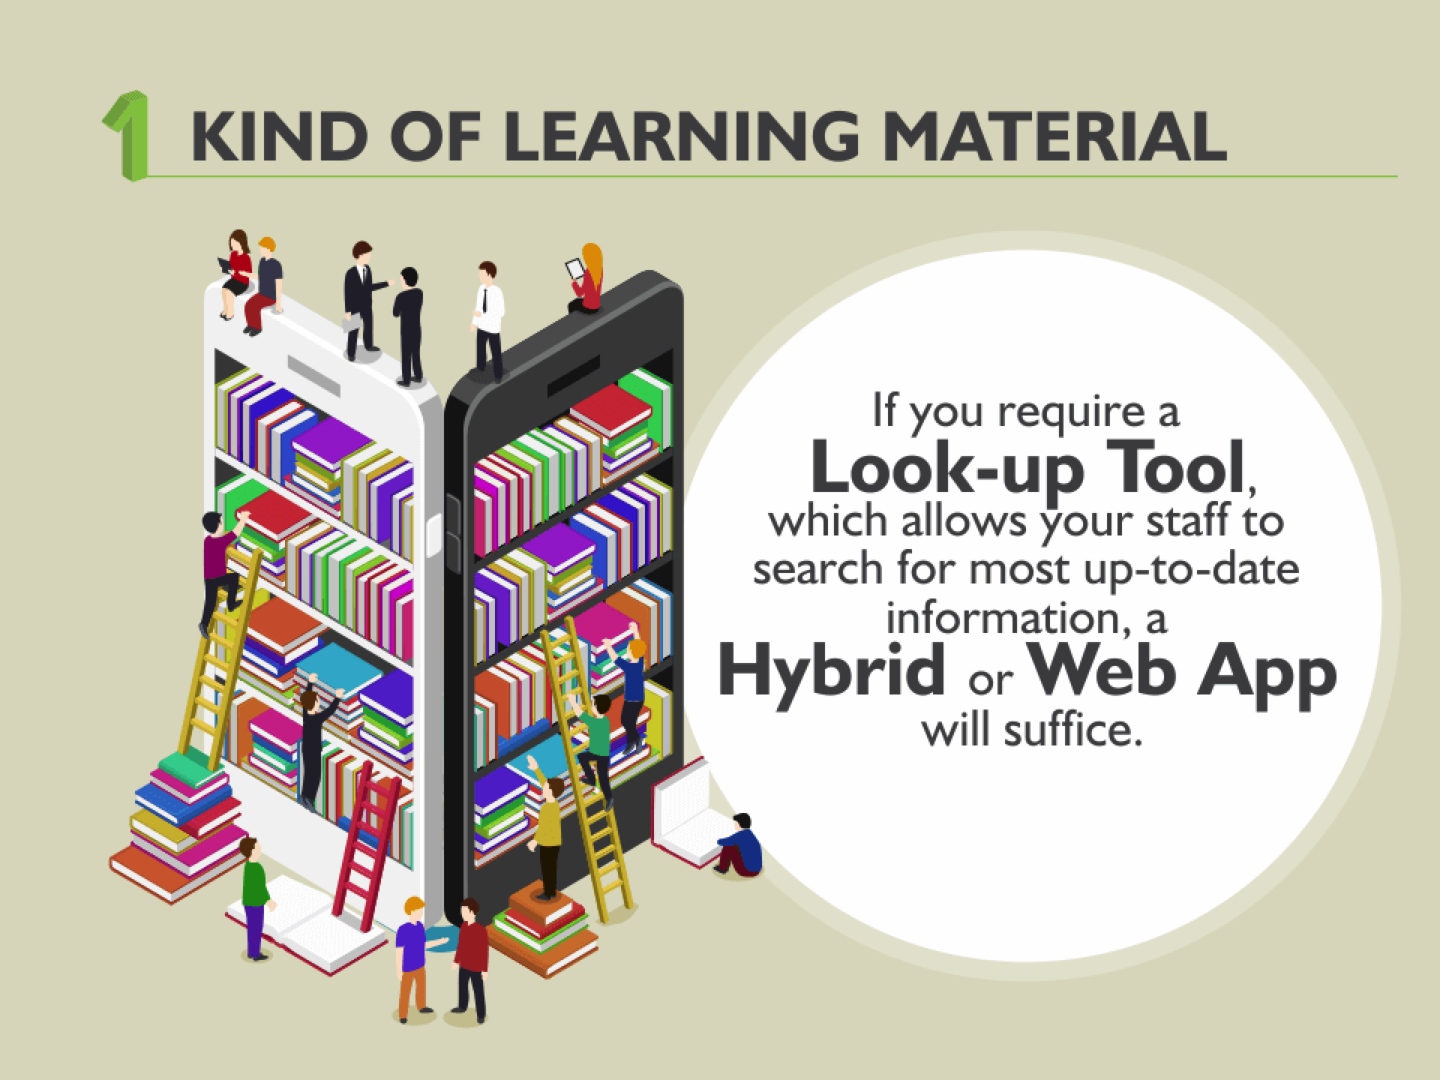 1 KIND OF LEARNING MATERIAL
If you require a
Look-up Tool,
which allows your staff to
search for most up-to-date
information, a
Hybrid or Web App
will suffice.